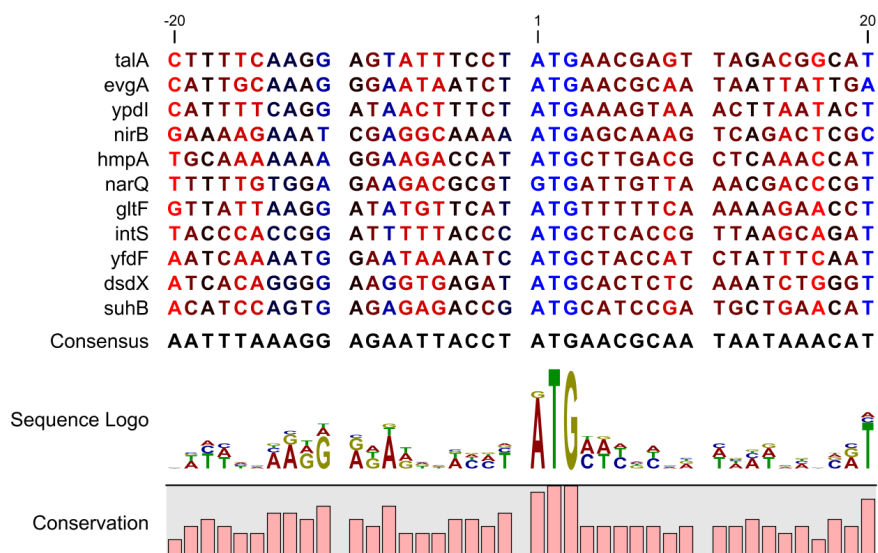 -20 1 20
talA CTTTTCAAGG AGTATTTCCT ATGAACGAGT TAGACGGCAT
evgA CATTGCAAAG GGAATAATCT ATGAACGCAA TAATTATTGA
ypdI CATTTTCAGG ATAACTTTCT ATGAAAGTAA ACTTAATACT
nirB GAAAAGAAAT CGAGGCAAAA ATGAGCAAAG TCAGACTCGC
hmpA TGCAAAAAAA GGAAGACCAT ATGCTTGACG CTCAAACCAT
narQ TTTTTGTGGA GAAGACGCGT GTGATTGTTA AACGACCCGT
gltF GTTATTAAGG ATATGTTCAT ATGTTTTTCA AAAAGAACCT
intS TACCCACCGG ATTTTTACCC ATGCTCACCG TTAAGCAGAT
yfdF AATCAAAATG GAATAAAATC ATGCTACCAT CTATTTCAAT
dsdX ATCACAGGGG AAGGTGAGAT ATGCACTCTC AAATCTGGGT
suhB ACATCCAGTG AGAGAGACCG ATGCATCCGA TGCTGAACAT
Consensus AATTTAAAGG AGAATTACCT ATGAACGCAA TAATAAACAT
Sequence Logo
Conservation